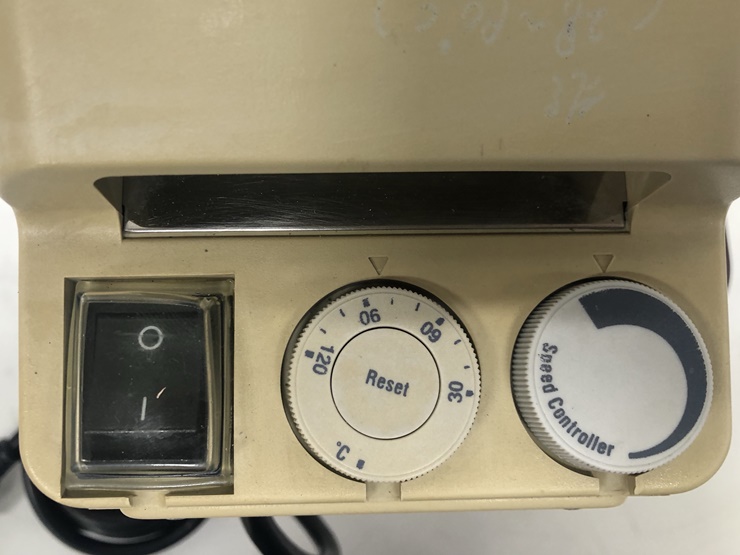 O
I
120
90
60
30
°C
Reset
Speed Controller